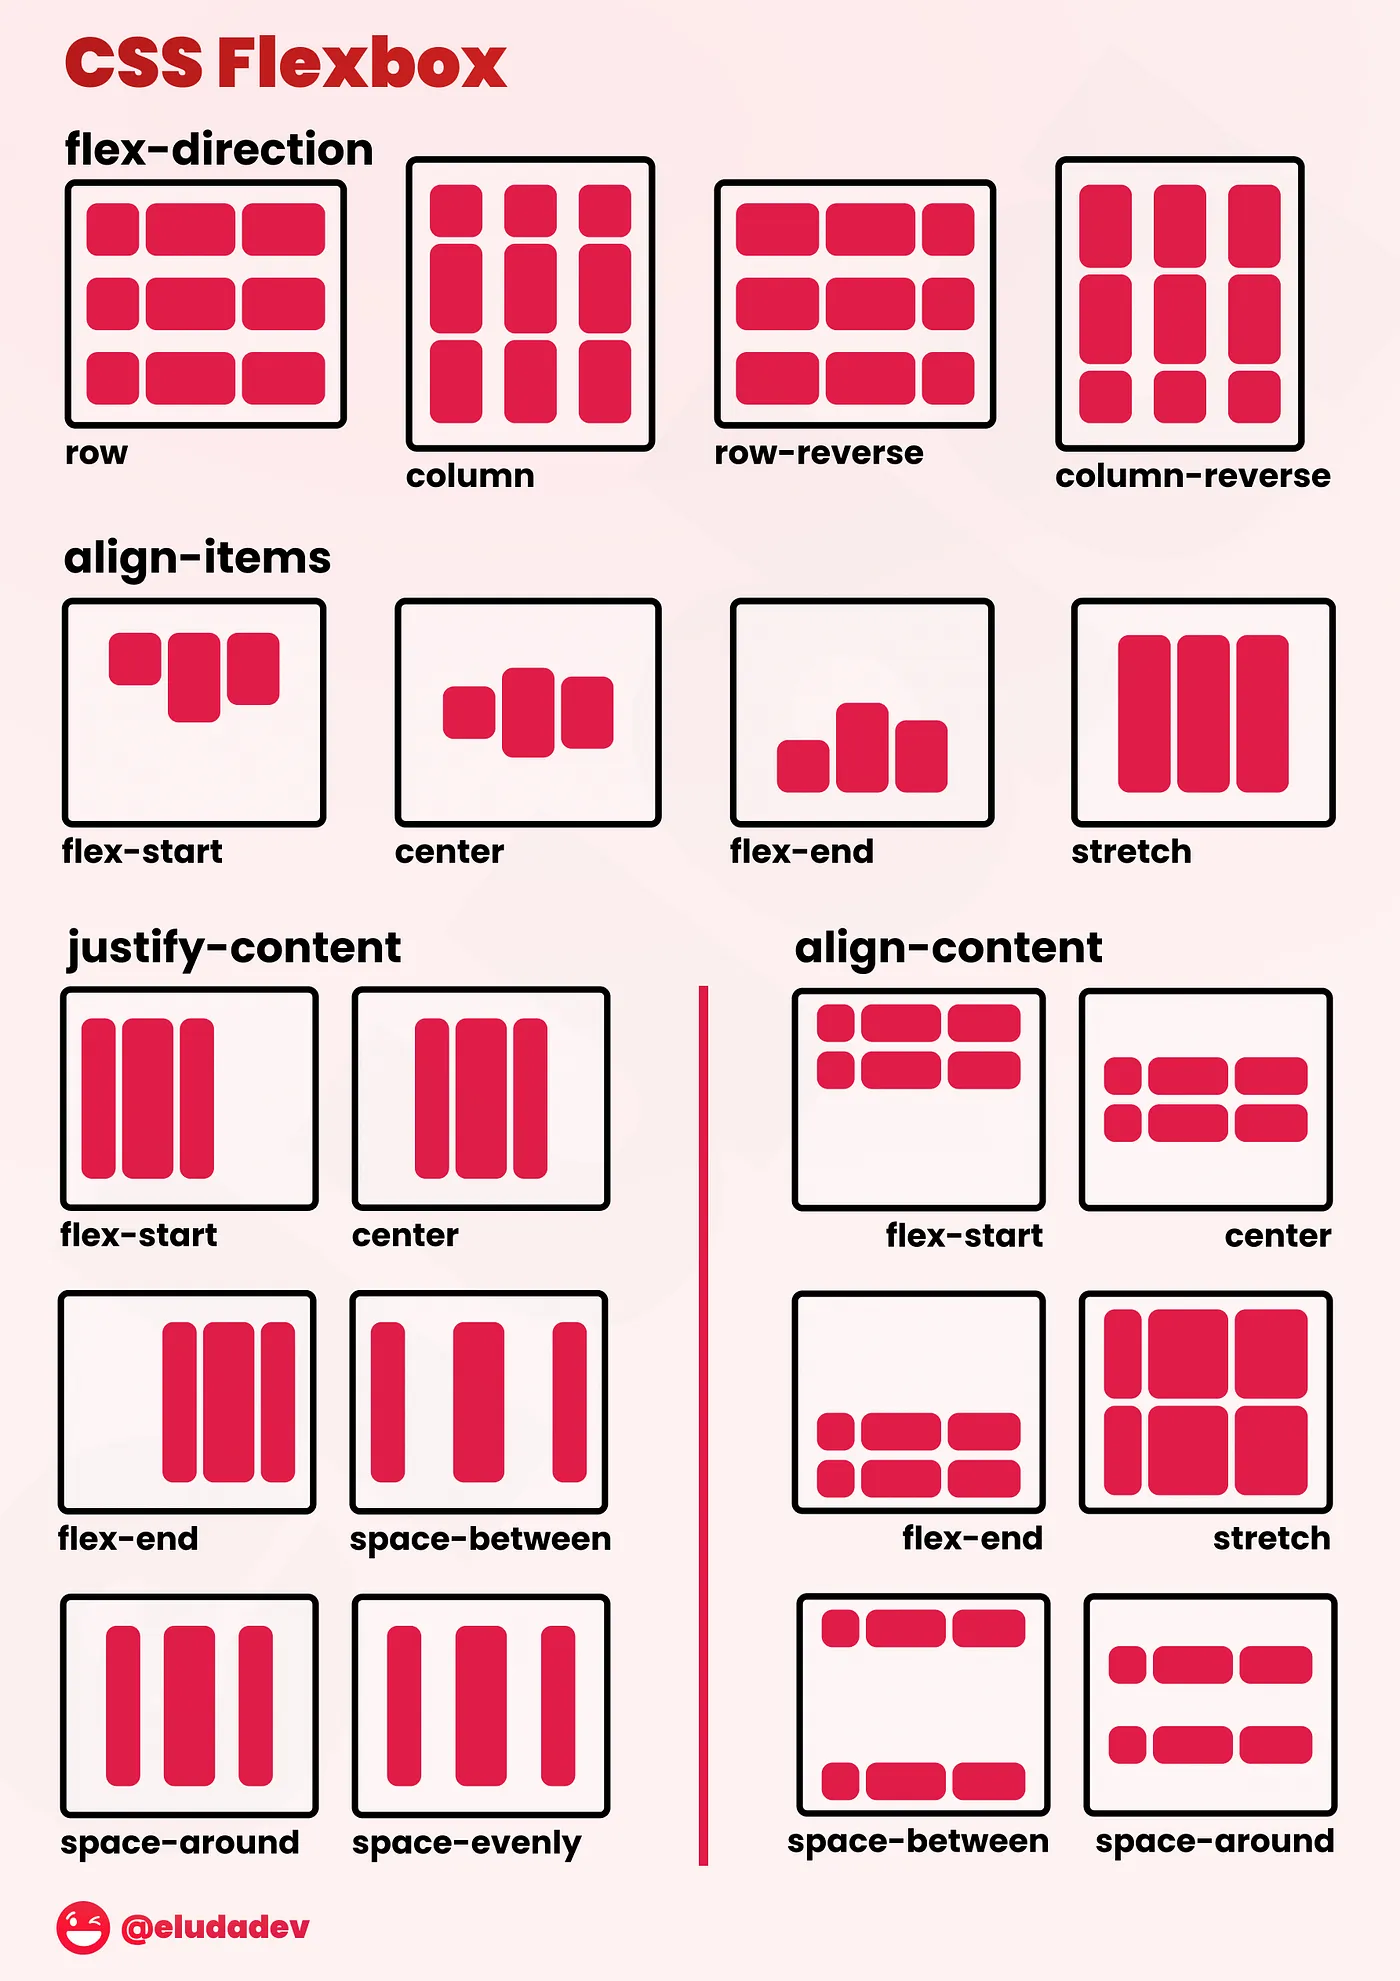 CSS Flexbox
flex-direction
row
column
row-reverse
column-reverse
align-items
flex-start
center
flex-end
stretch
justify-content
flex-start
center
flex-end
space-between
space-around
space-evenly
align-content
flex-start
center
flex-end
stretch
space-between
space-around
@eludadev